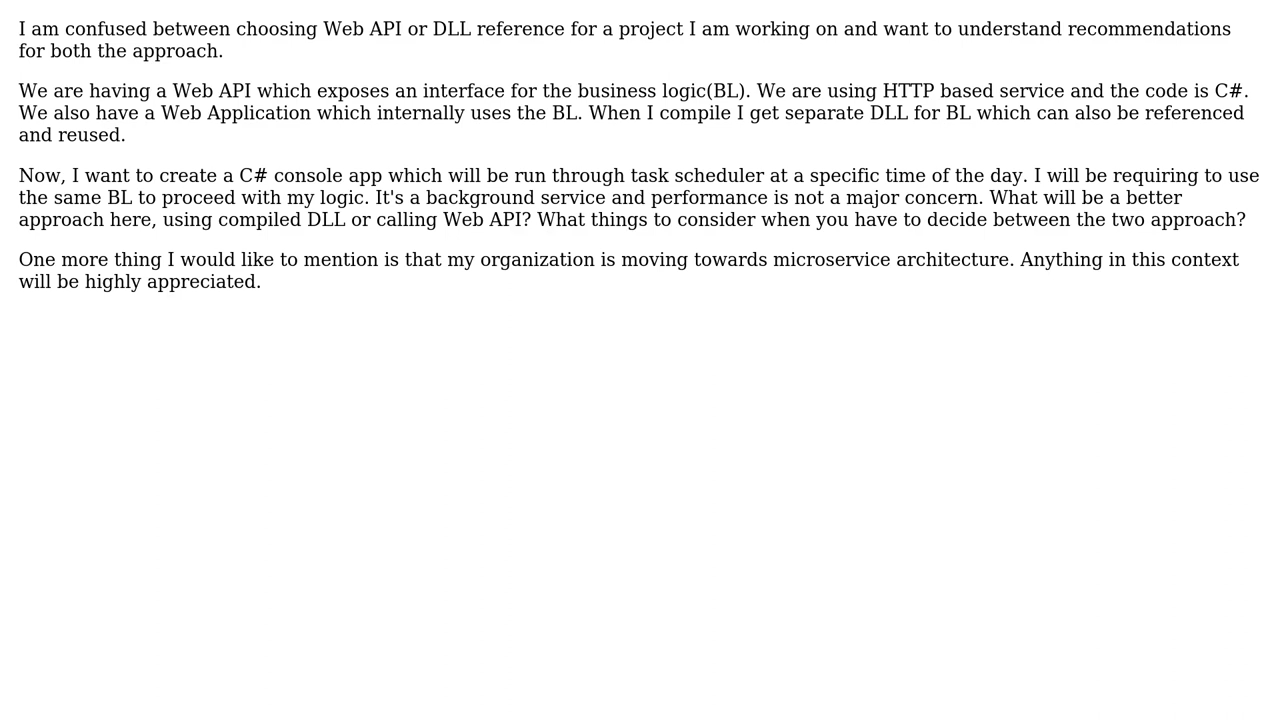 I am confused between choosing Web API or DLL reference for a project I am working on and want to understand recommendations
for both the approach.
We are having a Web API which exposes an interface for the business logic(BL). We are using HTTP based service and the code is C#.
We also have a Web Application which internally uses the BL. When I compile I get separate DLL for BL which can also be referenced
and reused.
Now, I want to create a C# console app which will be run through task scheduler at a specific time of the day. I will be requiring to use
the same BL to proceed with my logic. It's a background service and performance is not a major concern. What will be a better
approach here, using compiled DLL or calling Web API? What things to consider when you have to decide between the two approach?
One more thing I would like to mention is that my organization is moving towards microservice architecture. Anything in this context
will be highly appreciated.